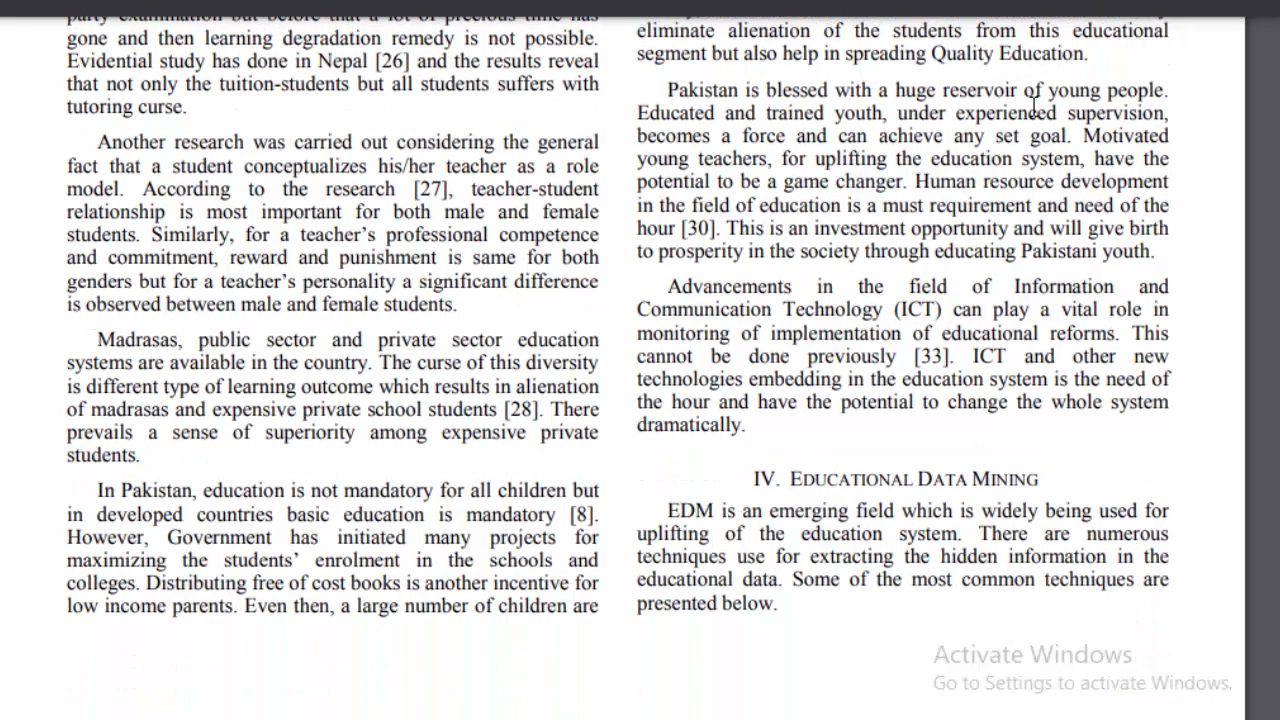 party examination but before that a lot of precious time has
gone and then learning degradation remedy is not possible.
Evidential study has done in Nepal [26] and the results reveal
that not only the tuition-students but all students suffers with
tutoring curse.
Another research was carried out considering the general
fact that a student conceptualizes his/her teacher as a role
model. According to the research [27], teacher-student
relationship is most important for both male and female
students. Similarly, for a teacher's professional competence
and commitment, reward and punishment is same for both
genders but for a teacher's personality a significant difference
is observed between male and female students.
Madrasas, public sector and private sector education
systems are available in the country. The curse of this diversity
is different type of learning outcome which results in alienation
of madrasas and expensive private school students [28]. There
prevails a sense of superiority among expensive private
students.
In Pakistan, education is not mandatory for all children but
in developed countries basic education is mandatory [8].
However, Government has initiated many projects for
maximizing the students' enrolment in the schools and
colleges. Distributing free of cost books is another incentive for
low income parents. Even then, a large number of children are
eliminate alienation of the students from this educational
segment but also help in spreading Quality Education.
Pakistan is blessed with a huge reservoir of young people.
Educated and trained youth, under experienced supervision,
becomes a force and can achieve any set goal. Motivated
young teachers, for uplifting the education system, have the
potential to be a game changer. Human resource development
in the field of education is a must requirement and need of the
hour [30]. This is an investment opportunity and will give birth
to prosperity in the society through educating Pakistani youth.
Advancements in the field of Information and
Communication Technology (ICT) can play a vital role in
monitoring of implementation of educational reforms. This
cannot be done previously [33]. ICT and other new
technologies embedding in the education system is the need of
the hour and have the potential to change the whole system
dramatically.
IV. EDUCATIONAL DATA MINING
EDM is an emerging field which is widely being used for
uplifting of the education system. There are numerous
techniques use for extracting the hidden information in the
educational data. Some of the most common techniques are
presented below.
Activate Windows
Go to Settings to activate Windows.